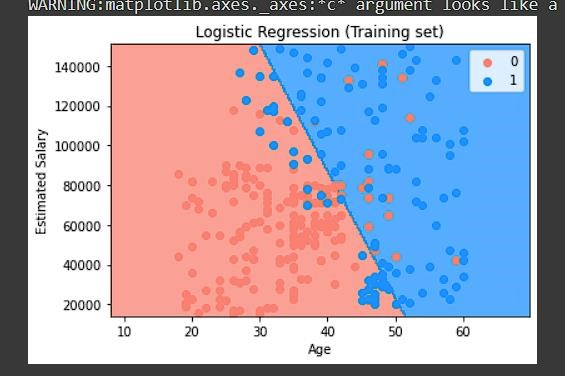 WARNING:matplotlib.axes._axes:*c* argument looks like a
Logistic Regression (Training set)
0
1
140000
120000
100000
80000
60000
40000
20000
Estimated Salary
10 20 30 40 50 60
Age